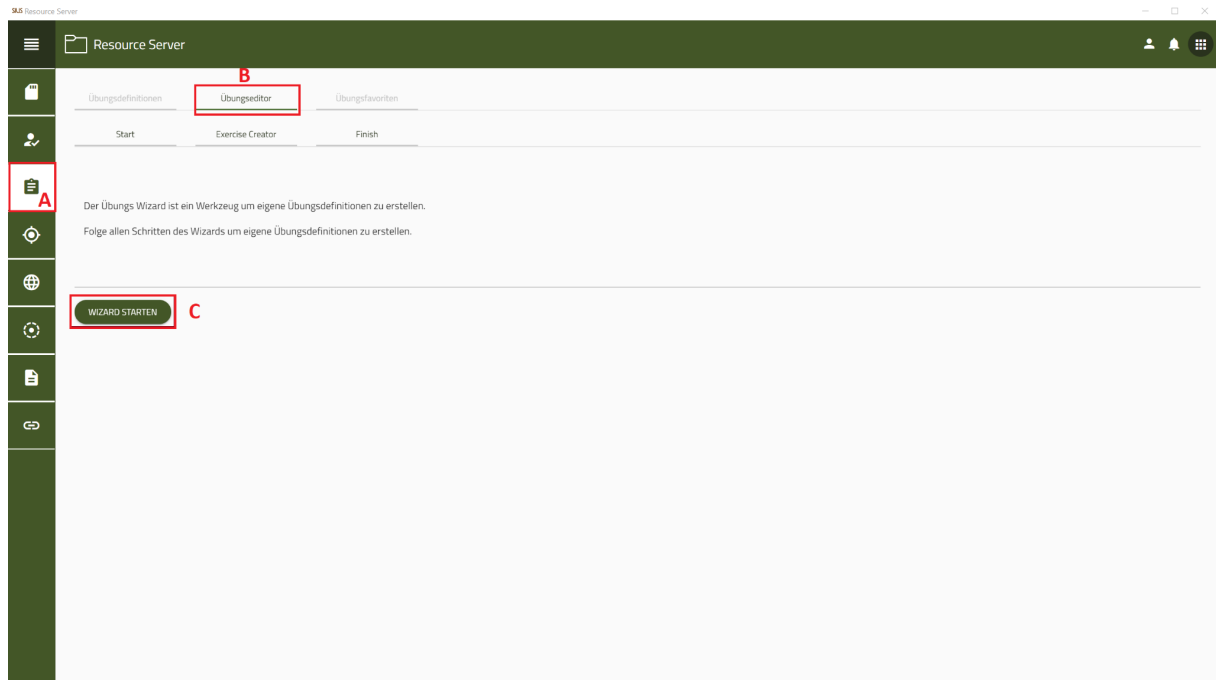 SIUS Resource Server
Resource Server
B
Übungsdefinitionen Übungseditor Übungsfavoriten
Start Exercise Creator Finish
A
Der Übungs Wizard ist ein Werkzeug um eigene Übungsdefinitionen zu erstellen.
Folge allen Schritten des Wizards um eigene Übungsdefinitionen zu erstellen.
WIZARD STARTEN C